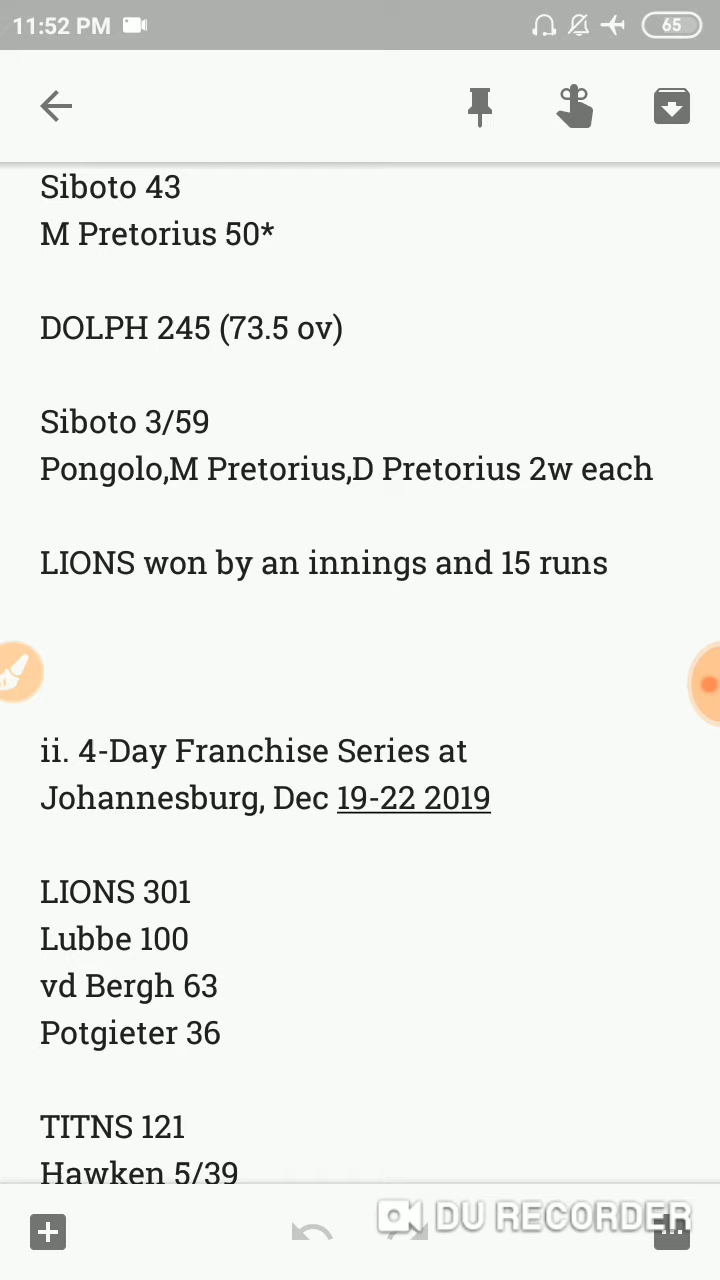 11:52 PM
65
Siboto 43
M Pretorius 50*
DOLPH 245 (73.5 ov)
Siboto 3/59
Pongolo,M Pretorius,D Pretorius 2w each
LIONS won by an innings and 15 runs
ii. 4-Day Franchise Series at
Johannesburg, Dec 19-22 2019
LIONS 301
Lubbe 100
vd Bergh 63
Potgieter 36
TITNS 121
Hawken 5/39
DU RECORDER